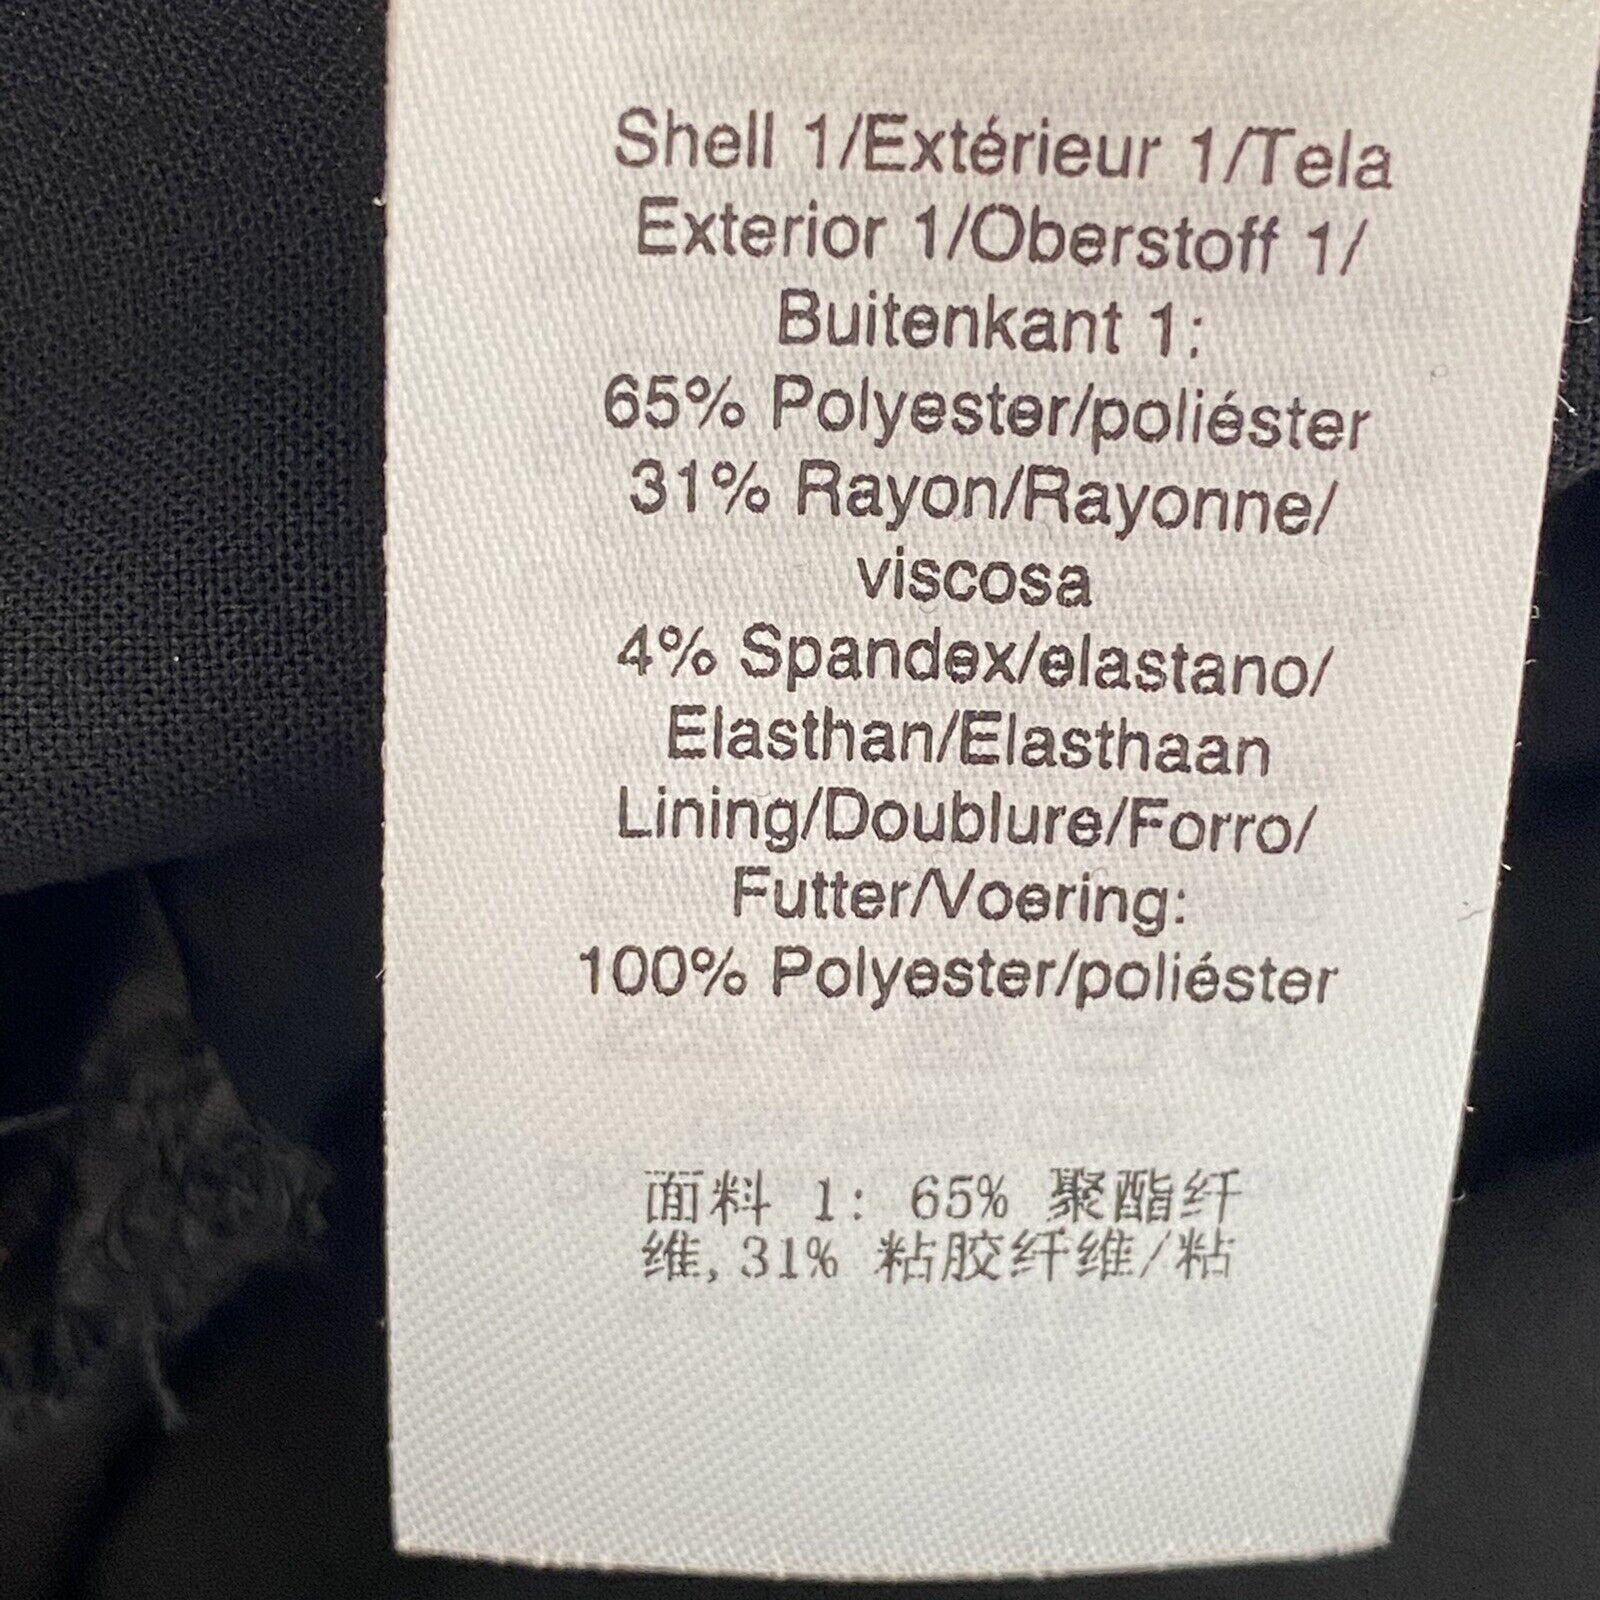 Shell 1/Extérieur 1/Tela
Exterior 1/Oberstoff 1/
Buitenkant 1:
65% Polyester/poliéster
31% Rayon/Rayonne/
viscosa
4% Spandex/elastano/
Elasthan/Elasthaan
Lining/Doublure/Forro/
Futter/Voering:
100% Polyester/poliéster
面料 1: 65% 聚酯纤
维, 31% 粘胶纤维/粘